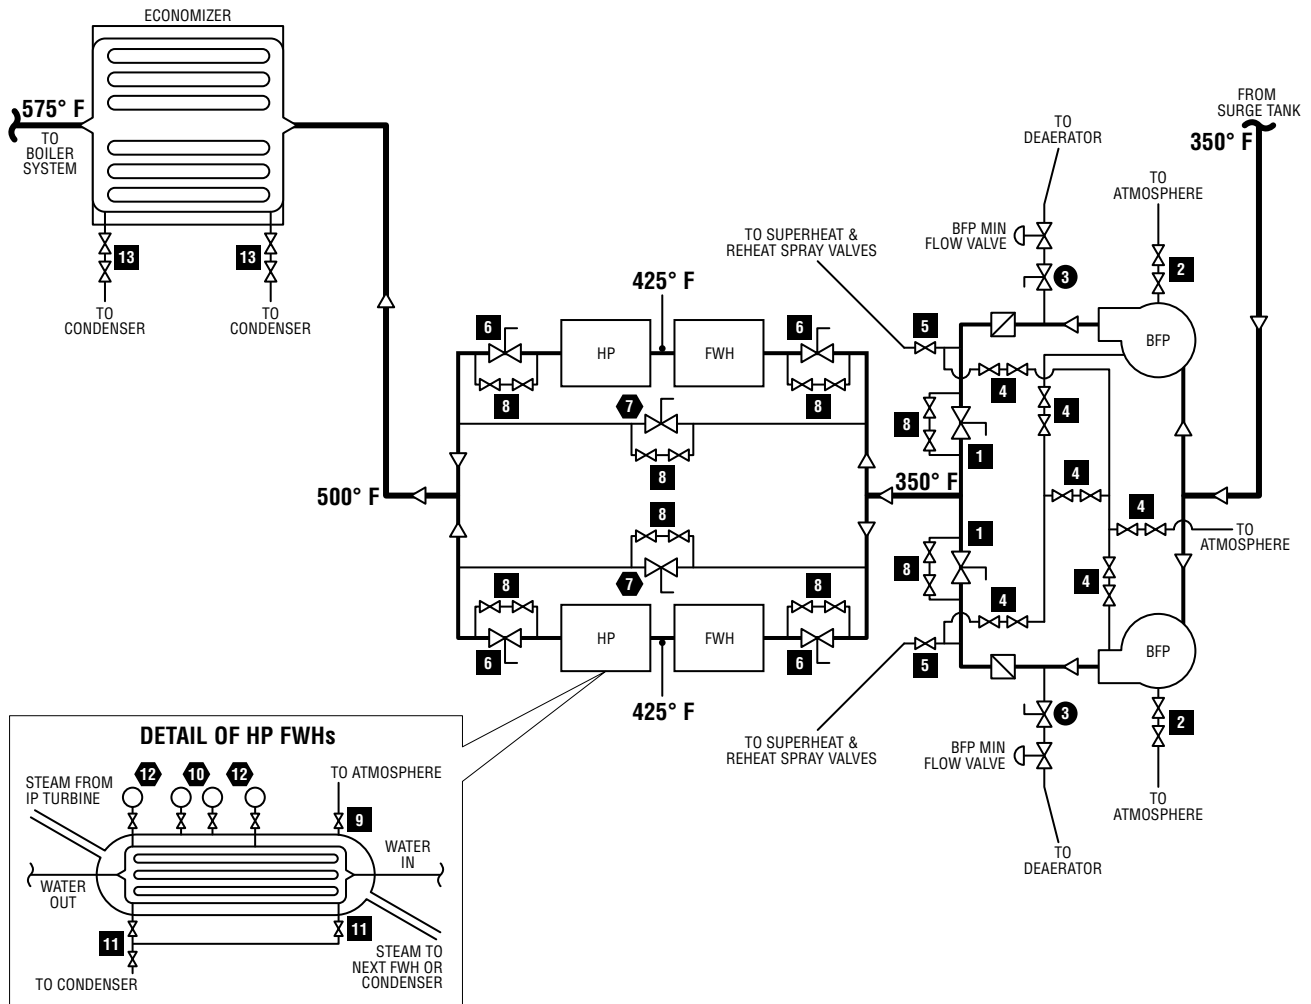 ECONOMIZER
575° F
TO
BOILER
SYSTEM
13
13
TO
CONDENSER
TO
CONDENSER
FROM
SURGE TANK
350° F
TO
DEAERATOR
TO
ATMOSPHERE
BFP MIN
FLOW VALVE
3
2
BFP
TO SUPERHEAT &
REHEAT SPRAY VALVES
5
4
4
8
1
425° F
6
HP
FWH
6
8
8
7
8
500° F
350° F
4
4
TO
ATMOSPHERE
8
7
1
8
4
4
8
8
6
HP
FWH
6
425° F
5
TO SUPERHEAT &
REHEAT SPRAY VALVES
BFP
3
2
BFP MIN
FLOW VALVE
TO
ATMOSPHERE
TO
DEAERATOR
DETAIL OF HP FWHs
STEAM FROM
IP TURBINE
12
10
12
TO ATMOSPHERE
9
WATER
IN
WATER
OUT
11
11
STEAM TO
NEXT FWH OR
CONDENSER
TO CONDENSER